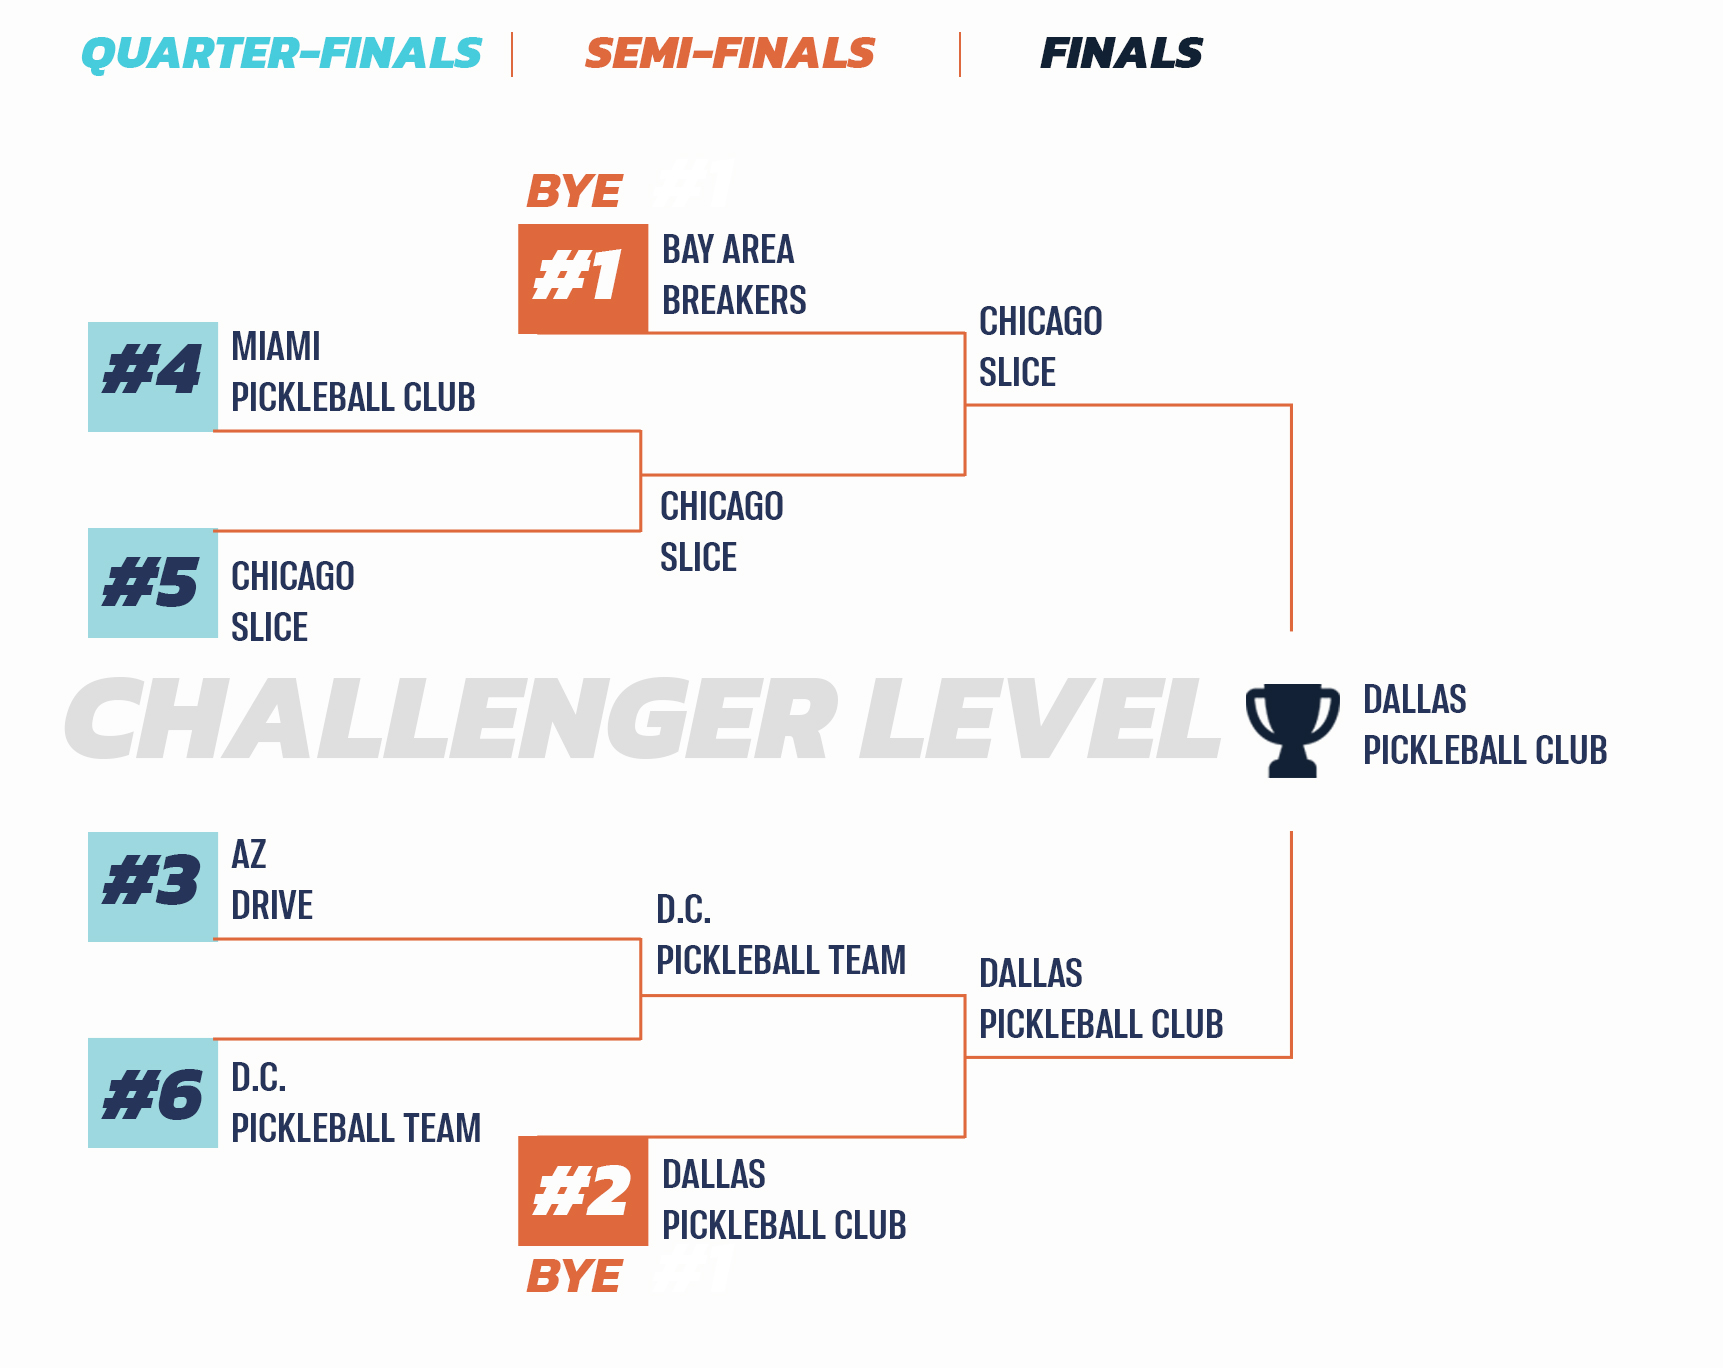 QUARTER-FINALS
SEMI-FINALS
FINALS
BYE
#1
BAY AREA
BREAKERS
#4
MIAMI
PICKLEBALL CLUB
CHICAGO
SLICE
#5
CHICAGO
SLICE
CHICAGO
SLICE
CHALLENGER LEVEL
DALLAS
PICKLEBALL CLUB
#3
AZ
DRIVE
D.C.
PICKLEBALL TEAM
DALLAS
PICKLEBALL CLUB
#6
D.C.
PICKLEBALL TEAM
#2
DALLAS
PICKLEBALL CLUB
BYE